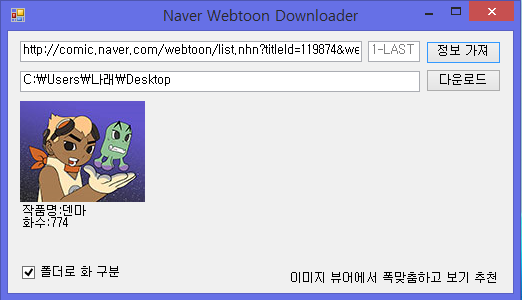 Naver Webtoon Downloader
http://comic.naver.com/webtoon/list.nhn?titleId=119874&we
1-LAST
정보 가져
C:₩Users₩나래₩Desktop
다운로드
작품명:덴마
화수:774
폴더로 화 구분
이미지 뷰어에서 폭맞춤하고 보기 추천